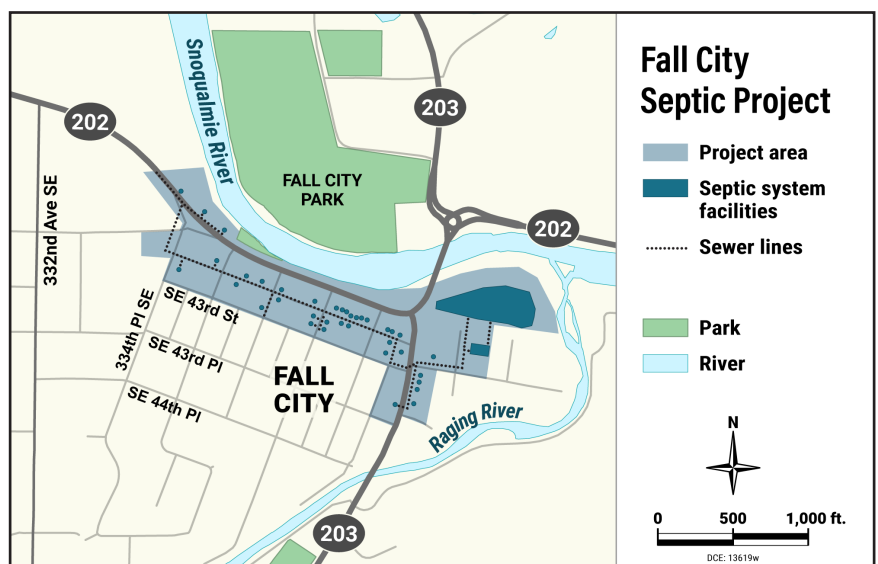 Fall City
Septic Project
Project area
Septic system
facilities
Sewer lines
Park
River
N
0 500 1,000 ft.
DCE: 13619w
202
203
202
203
Snoqualmie River
FALL CITY
PARK
332nd Ave SE
334th Pl SE
SE 43rd St
SE 43rd Pl
SE 44th Pl
FALL
CITY
Raging River